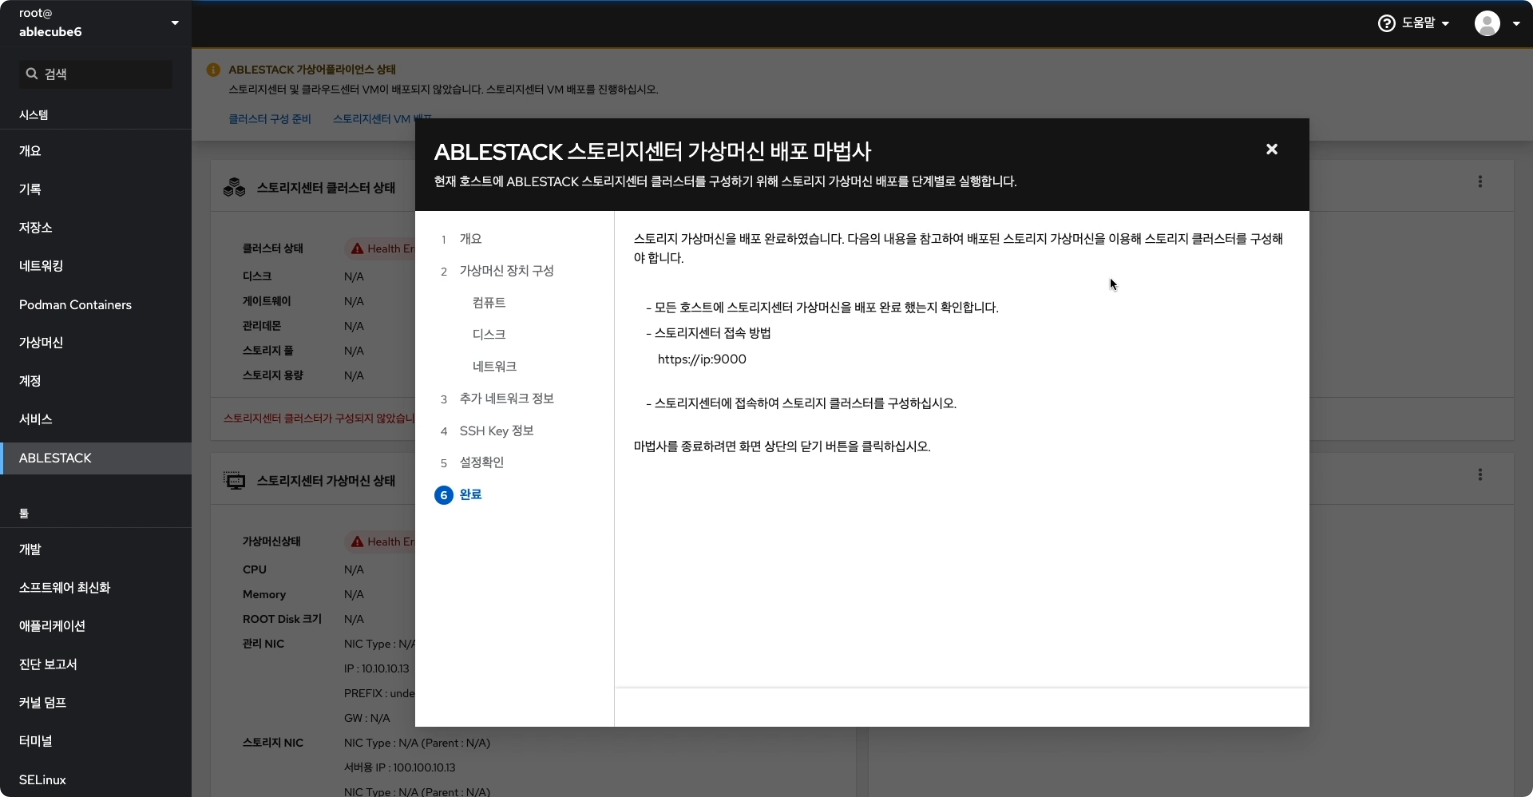 root@
ablecube6
도움말
검색
시스템
개요
기록
저장소
네트워킹
Podman Containers
가상머신
계정
서비스
ABLESTACK
툴
개발
소프트웨어 최신화
애플리케이션
진단 보고서
커널 덤프
터미널
SELinux
ABLESTACK 가상어플라이언스 상태
스토리지센터 및 클라우드센터 VM이 배포되지 않았습니다. 스토리지센터 VM 배포를 진행하십시오.
클러스터 구성 준비 스토리지센터 VM 배포
스토리지센터 클러스터 상태
클러스터 상태 Health Er
디스크 N/A
게이트웨이 N/A
관리데몬 N/A
스토리지 풀 N/A
스토리지 용량 N/A
스토리지센터 클러스터가 구성되지 않았습니
스토리지센터 가상머신 상태
가상머신상태 Health Er
CPU N/A
Memory N/A
ROOT Disk 크기 N/A
관리 NIC NIC Type : N/A
IP : 10.10.10.13
PREFIX : unde
GW : N/A
스토리지 NIC NIC Type : N/A (Parent : N/A)
서버용 IP : 100.100.10.13
NIC Type : N/A (Parent : N/A)
ABLESTACK 스토리지센터 가상머신 배포 마법사
현재 호스트에 ABLESTACK 스토리지센터 클러스터를 구성하기 위해 스토리지 가상머신 배포를 단계별로 실행합니다.
1 개요
2 가상머신 장치 구성
컴퓨트
디스크
네트워크
3 추가 네트워크 정보
4 SSH Key 정보
5 설정확인
6 완료
스토리지 가상머신을 배포 완료하였습니다. 다음의 내용을 참고하여 배포된 스토리지 가상머신을 이용해 스토리지 클러스터를 구성해
야 합니다.
- 모든 호스트에 스토리지센터 가상머신을 배포 완료 했는지 확인합니다.
- 스토리지센터 접속 방법
https://ip:9000
- 스토리지센터에 접속하여 스토리지 클러스터를 구성하십시오.
마법사를 종료하려면 화면 상단의 닫기 버튼을 클릭하십시오.